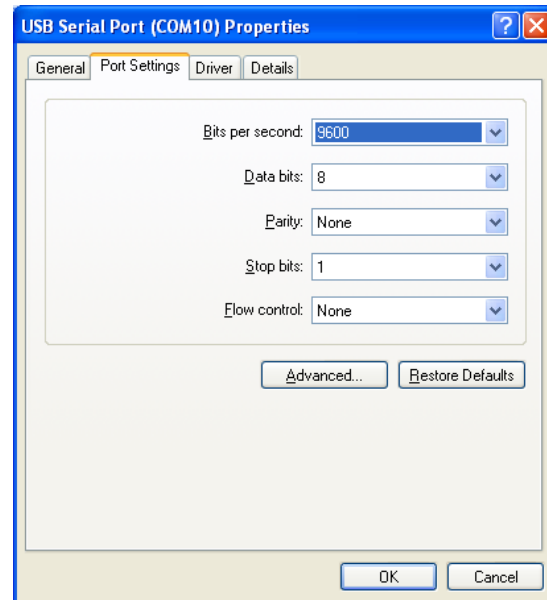 USB Serial Port (COM10) Properties
General Port Settings Driver Details
Bits per second: 9600
Data bits: 8
Parity: None
Stop bits: 1
Flow control: None
Advanced... Restore Defaults
OK Cancel